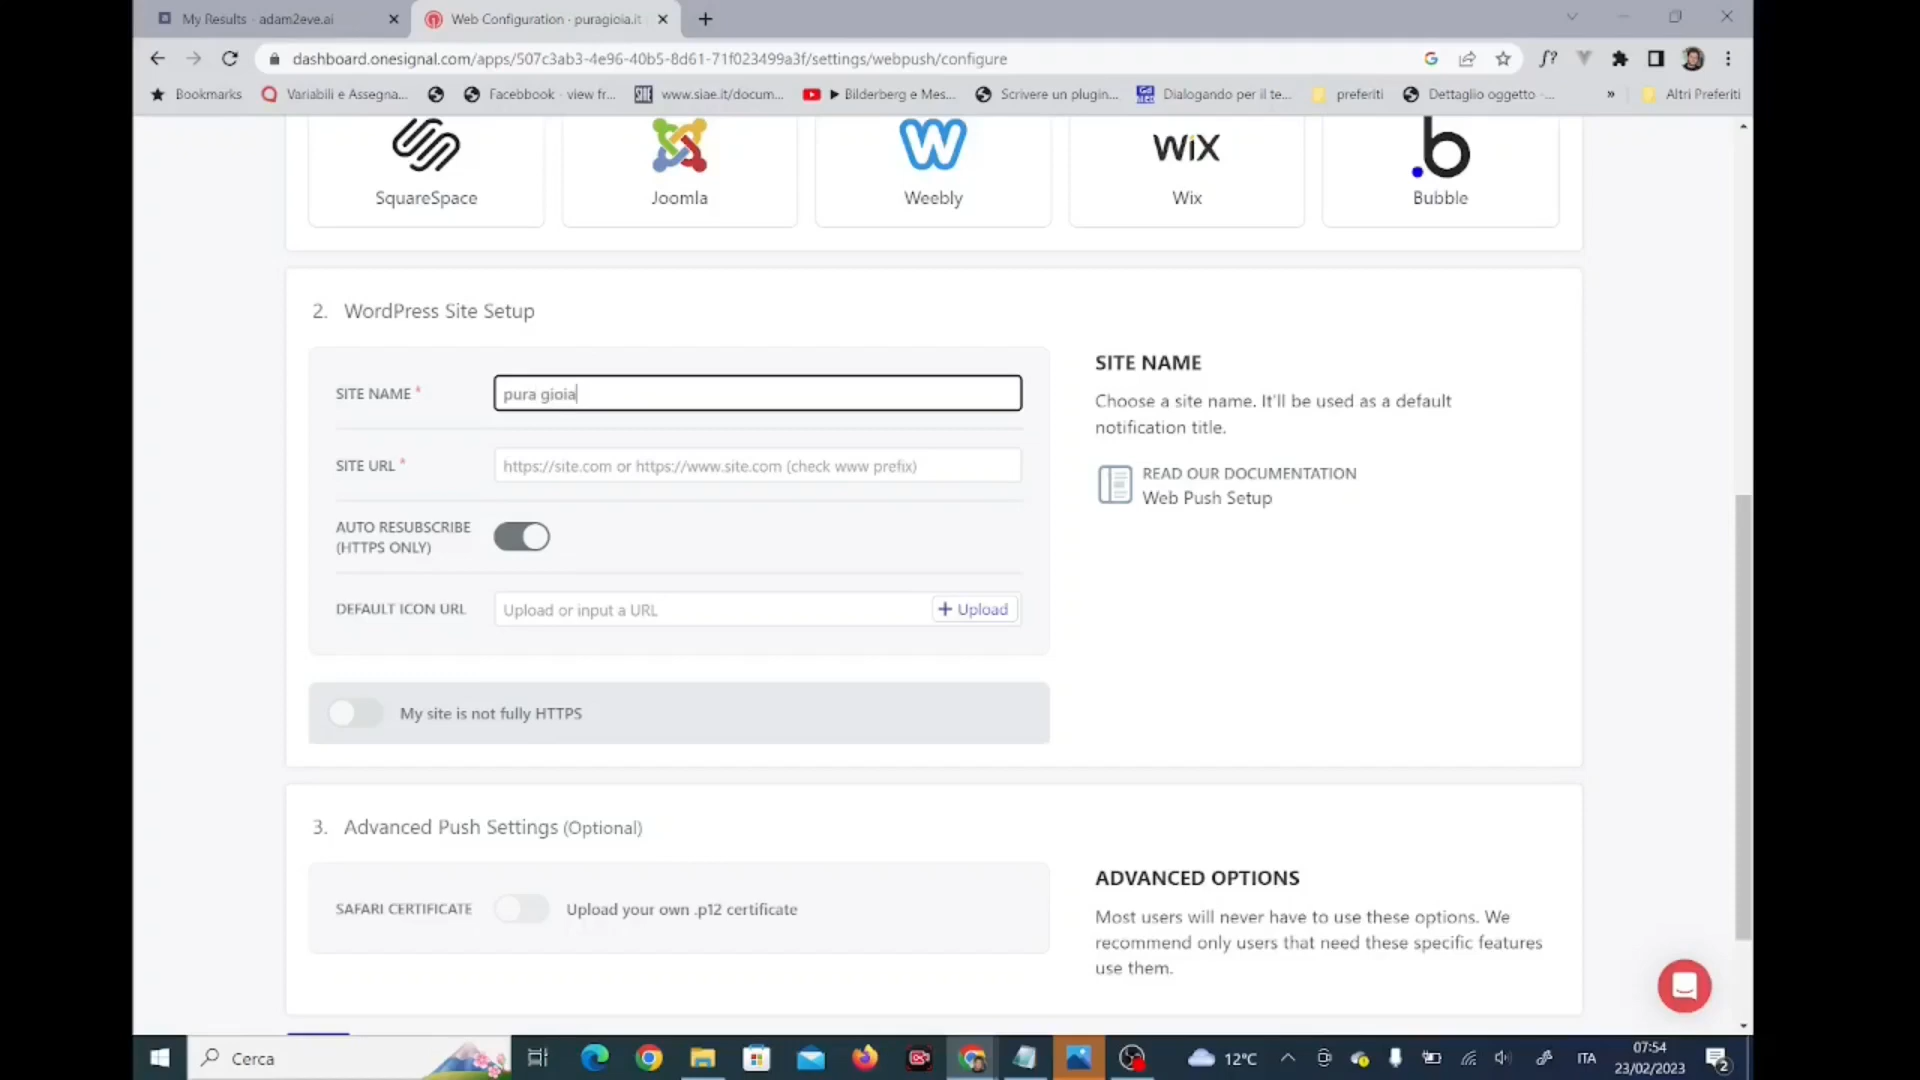 My Results - adam2eve.ai
Web Configuration · puragioia.it
dashboard.onesignal.com/apps/507c3ab3-4e96-40b5-8d61-71f023499a3f/settings/webpush/configure
Bookmarks
Variabili e Assegna...
Facebbook - view fr...
www.siae.it/docum...
▶ Bilderberg e Mes...
Scrivere un plugin...
Dialogando per il te...
preferiti
Dettaglio oggetto -...
»
Altri Preferiti
SquareSpace
Joomla
Weebly
WiX
Wix
Bubble
2. WordPress Site Setup
SITE NAME *
pura gioia
SITE URL *
https://site.com or https://www.site.com (check www prefix)
AUTO RESUBSCRIBE
(HTTPS ONLY)
DEFAULT ICON URL
Upload or input a URL
+ Upload
My site is not fully HTTPS
SITE NAME
Choose a site name. It'll be used as a default
notification title.
READ OUR DOCUMENTATION
Web Push Setup
3. Advanced Push Settings (Optional)
SAFARI CERTIFICATE
Upload your own .p12 certificate
ADVANCED OPTIONS
Most users will never have to use these options. We
recommend only users that need these specific features
use them.
Cerca
12°C
ITA
07:54
23/02/2023
2